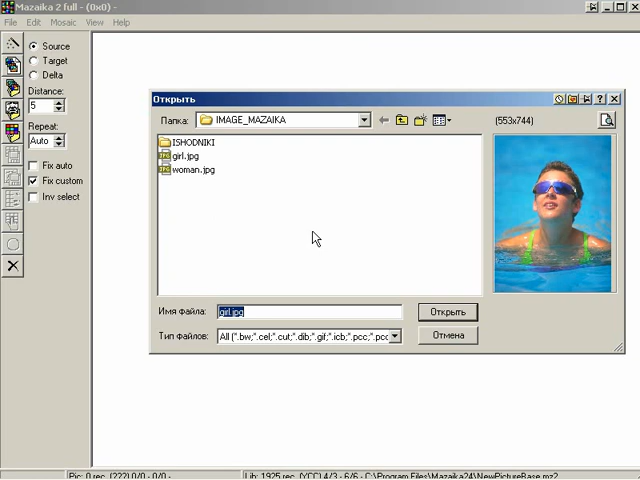 Mazaika 2 full - (0x0) -
File Edit Mosaic View Help
Source
Target
Delta
Distance:
5
Repeat:
Auto
Fix auto
Fix custom
Inv select
Открыть
Папка: IMAGE_MAZAIKA (553x744)
ISHODNIKI
girl.jpg
woman.jpg
Имя файла: girl.jpg Открыть
Тип файлов: All (*.bw;*.cel;*.cut;*.dib;*.gif;*.icb;*.pcc;*.pcc Отмена
Pic: 0 rec. (???) 0/0 - 0/0 - Lib: 1925 rec. (YCC) 4/3 - 6/6 - C:\Program Files\Mazaika24\NewPictureBase.mz2